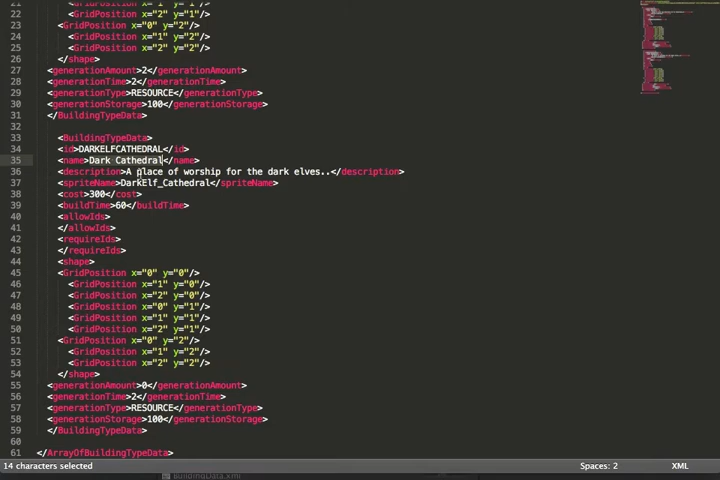 21 <GridPosition x="1" y="1"/>
22 <GridPosition x="2" y="1"/>
23 <GridPosition x="0" y="2"/>
24 <GridPosition x="1" y="2"/>
25 <GridPosition x="2" y="2"/>
26 </shape>
27 <generationAmount>2</generationAmount>
28 <generationTime>2</generationTime>
29 <generationType>RESOURCE</generationType>
30 <generationStorage>100</generationStorage>
31 </BuildingTypeData>
32
33 <BuildingTypeData>
34 <id>DARKELFCATHEDRAL</id>
35 <name>Dark Cathedral</name>
36 <description>A place of worship for the dark elves..</description>
37 <spriteName>DarkElf_Cathedral</spriteName>
38 <cost>300</cost>
39 <buildTime>60</buildTime>
40 <allowIds>
41 </allowIds>
42 <requireIds>
43 </requireIds>
44 <shape>
45 <GridPosition x="0" y="0"/>
46 <GridPosition x="1" y="0"/>
47 <GridPosition x="2" y="0"/>
48 <GridPosition x="0" y="1"/>
49 <GridPosition x="1" y="1"/>
50 <GridPosition x="2" y="1"/>
51 <GridPosition x="0" y="2"/>
52 <GridPosition x="1" y="2"/>
53 <GridPosition x="2" y="2"/>
54 </shape>
55 <generationAmount>0</generationAmount>
56 <generationTime>2</generationTime>
57 <generationType>RESOURCE</generationType>
58 <generationStorage>100</generationStorage>
59 </BuildingTypeData>
60
61 </ArrayOfBuildingTypeData>
14 characters selected Spaces: 2 XML
BuildingData.xml